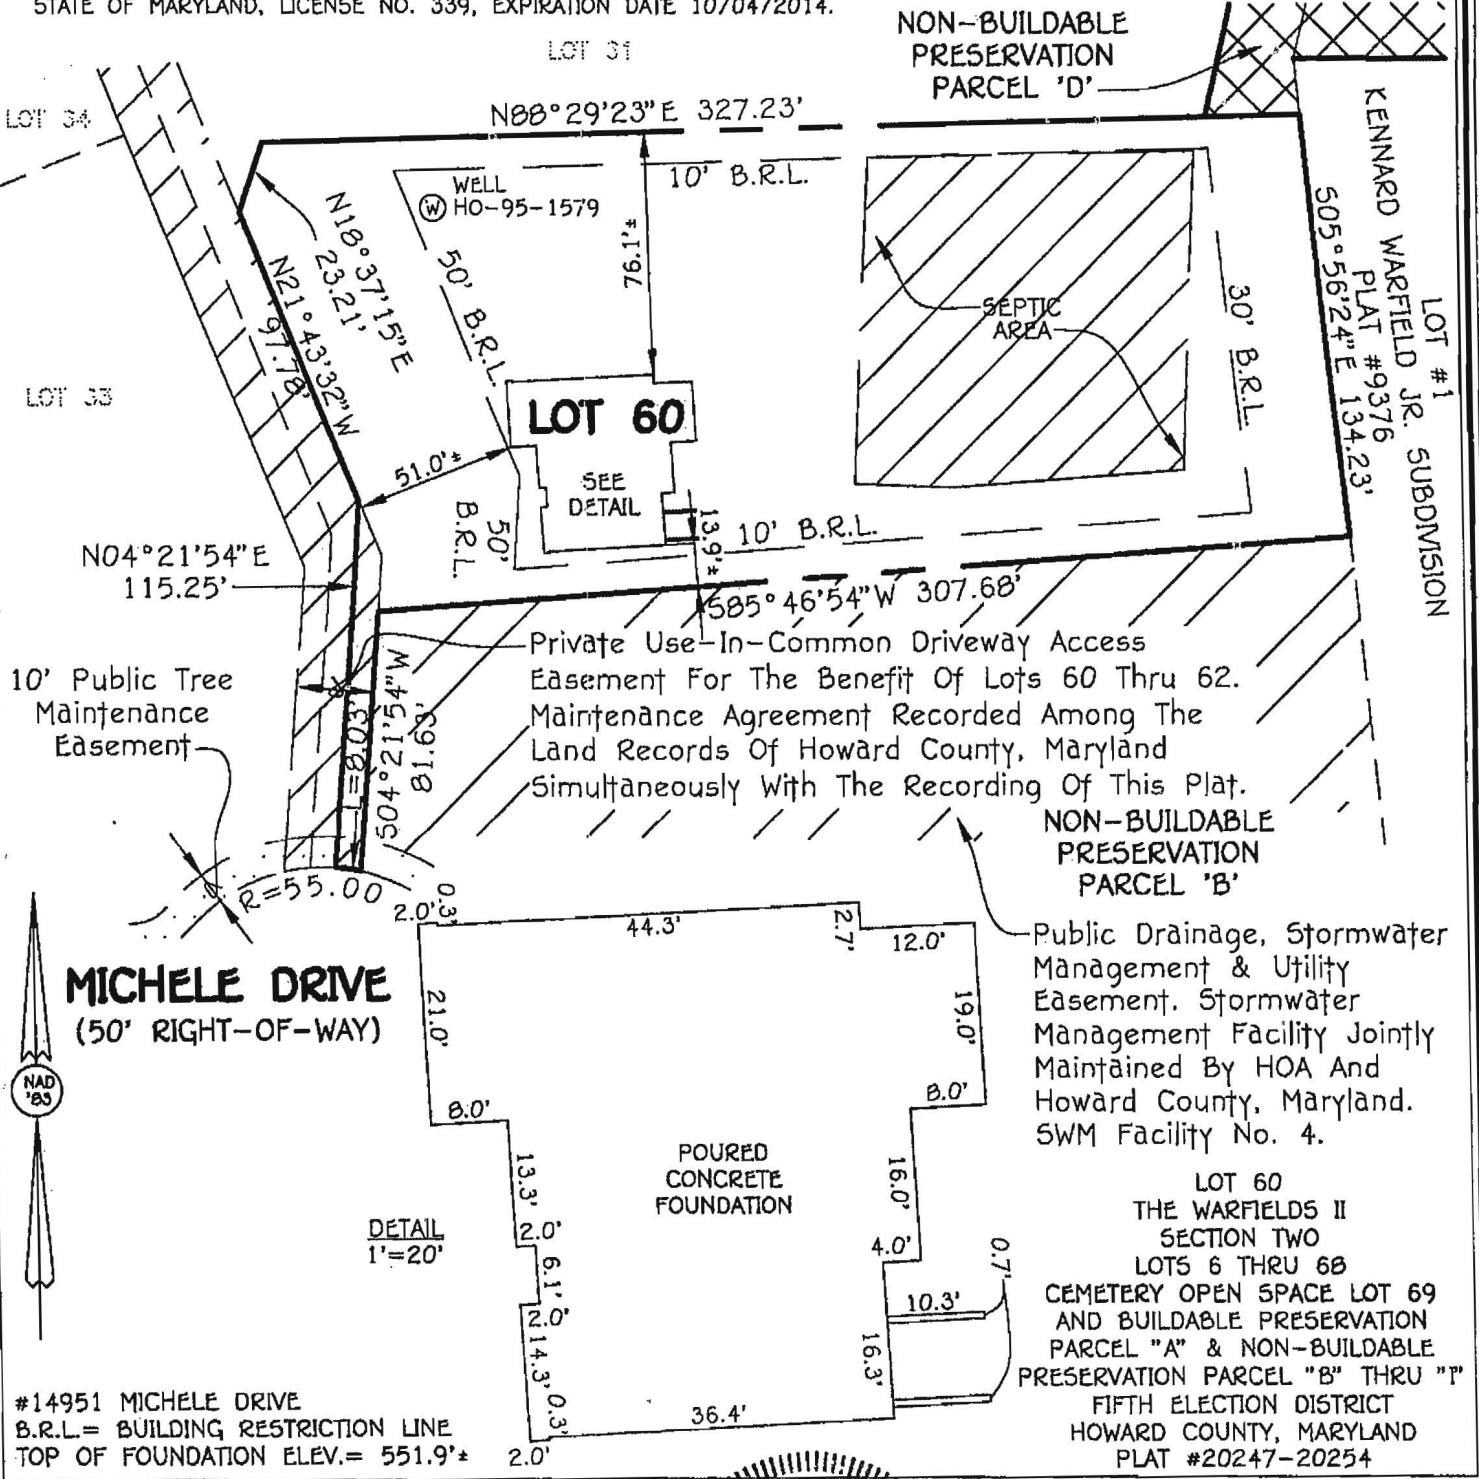 STATE OF MARYLAND, LICENSE NO. 339, EXPIRATION DATE 10/04/2014.
LOT 31
NON-BUILDABLE
PRESERVATION
PARCEL 'D'
LOT 34
N88°29'23"E 327.23'
10' B.R.L.
WELL
W HO-95-1579
N18°37'15"E
23.21'
N21°43'32"W
97.78'
50' B.R.L.
76.1'±
SEPTIC
AREA
30' B.R.L.
S05°56'24"E 134.23'
LOT #1
KENNARD WARFIELD JR. SUBDIVISION
PLAT #9376
LOT 33
LOT 60
SEE
DETAIL
51.0'±
50'
B.R.L.
13.9'±
10' B.R.L.
N04°21'54"E
115.25'
S85°46'54"W 307.68'
Private Use-In-Common Driveway Access
Easement For The Benefit Of Lots 60 Thru 62.
Maintenance Agreement Recorded Among The
Land Records Of Howard County, Maryland
Simultaneously With The Recording Of This Plat.
10' Public Tree
Maintenance
Easement
L=8.03'
S04°21'54"W
81.63'
NON-BUILDABLE
PRESERVATION
PARCEL 'B'
R=55.00
MICHELE DRIVE
(50' RIGHT-OF-WAY)
Public Drainage, Stormwater
Management & Utility
Easement. Stormwater
Management Facility Jointly
Maintained By HOA And
Howard County, Maryland.
SWM Facility No. 4.
NAD
'83
2.0'
0.3'
44.3'
2.7'
12.0'
21.0'
19.0'
8.0'
8.0'
13.3'
POURED
CONCRETE
FOUNDATION
16.0'
2.0'
4.0'
6.1'
0.7'
2.0'
10.3'
14.3'
16.3'
0.3'
36.4'
2.0'
DETAIL
1'=20'
LOT 60
THE WARFIELDS II
SECTION TWO
LOTS 6 THRU 68
CEMETERY OPEN SPACE LOT 69
AND BUILDABLE PRESERVATION
PARCEL "A" & NON-BUILDABLE
PRESERVATION PARCEL "B" THRU "I"
FIFTH ELECTION DISTRICT
HOWARD COUNTY, MARYLAND
PLAT #20247-20254
#14951 MICHELE DRIVE
B.R.L.= BUILDING RESTRICTION LINE
TOP OF FOUNDATION ELEV.= 551.9'±